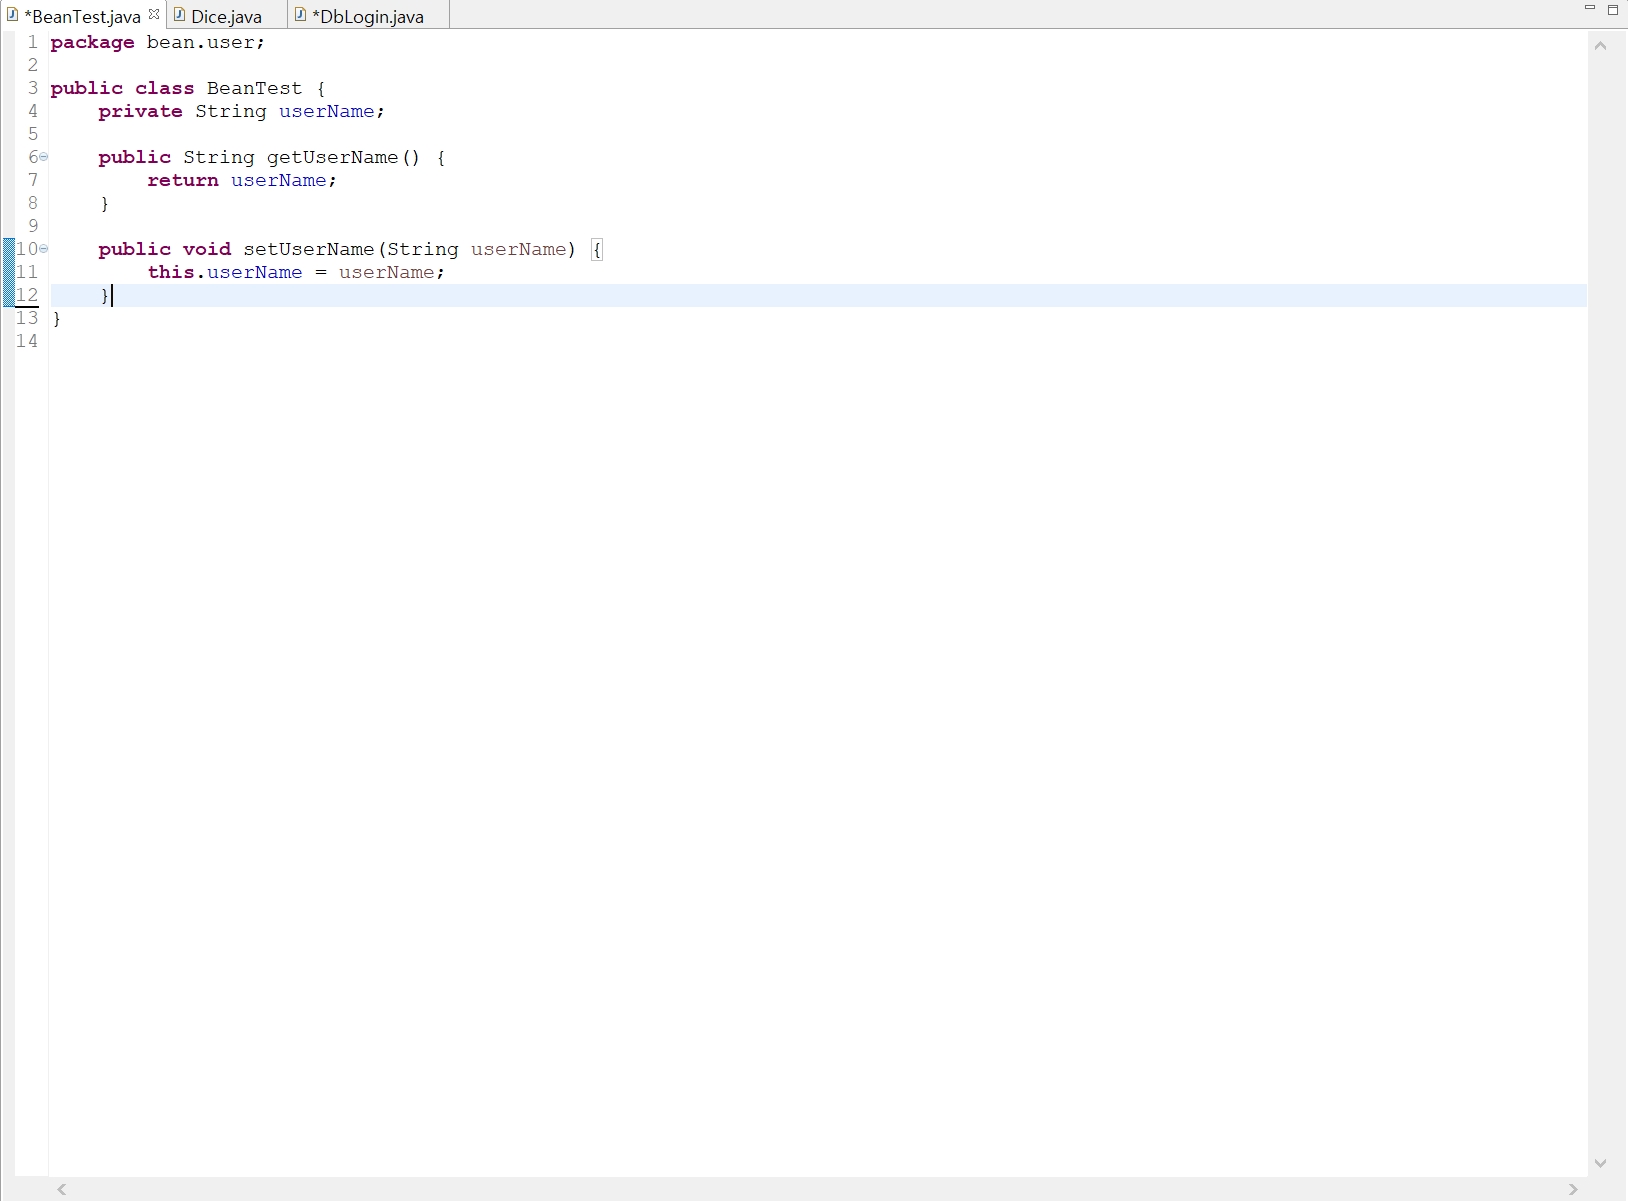 *BeanTest.java Dice.java *DbLogin.java
1 package bean.user;
2
3 public class BeanTest {
4     private String userName;
5
6     public String getUserName() {
7         return userName;
8     }
9
10     public void setUserName(String userName) {
11         this.userName = userName;
12     }
13 }
14